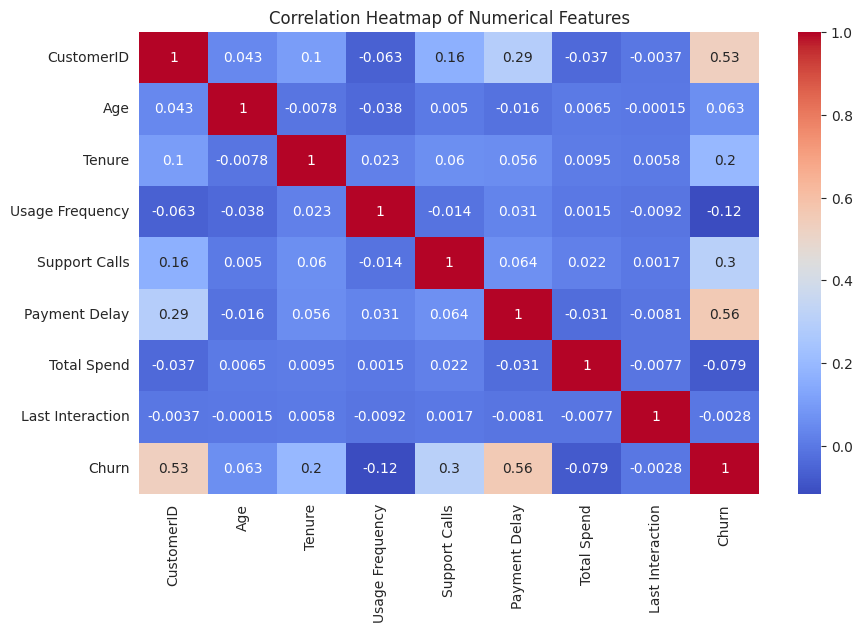 Correlation Heatmap of Numerical Features
CustomerID 1 0.043 0.1 -0.063 0.16 0.29 -0.037 -0.0037 0.53
Age 0.043 1 -0.0078 -0.038 0.005 -0.016 0.0065 -0.00015 0.063
Tenure 0.1 -0.0078 1 0.023 0.06 0.056 0.0095 0.0058 0.2
Usage Frequency -0.063 -0.038 0.023 1 -0.014 0.031 0.0015 -0.0092 -0.12
Support Calls 0.16 0.005 0.06 -0.014 1 0.064 0.022 0.0017 0.3
Payment Delay 0.29 -0.016 0.056 0.031 0.064 1 -0.031 -0.0081 0.56
Total Spend -0.037 0.0065 0.0095 0.0015 0.022 -0.031 1 -0.0077 -0.079
Last Interaction -0.0037 -0.00015 0.0058 -0.0092 0.0017 -0.0081 -0.0077 1 -0.0028
Churn 0.53 0.063 0.2 -0.12 0.3 0.56 -0.079 -0.0028 1
CustomerID
Age
Tenure
Usage Frequency
Support Calls
Payment Delay
Total Spend
Last Interaction
Churn
1.0
0.8
0.6
0.4
0.2
0.0